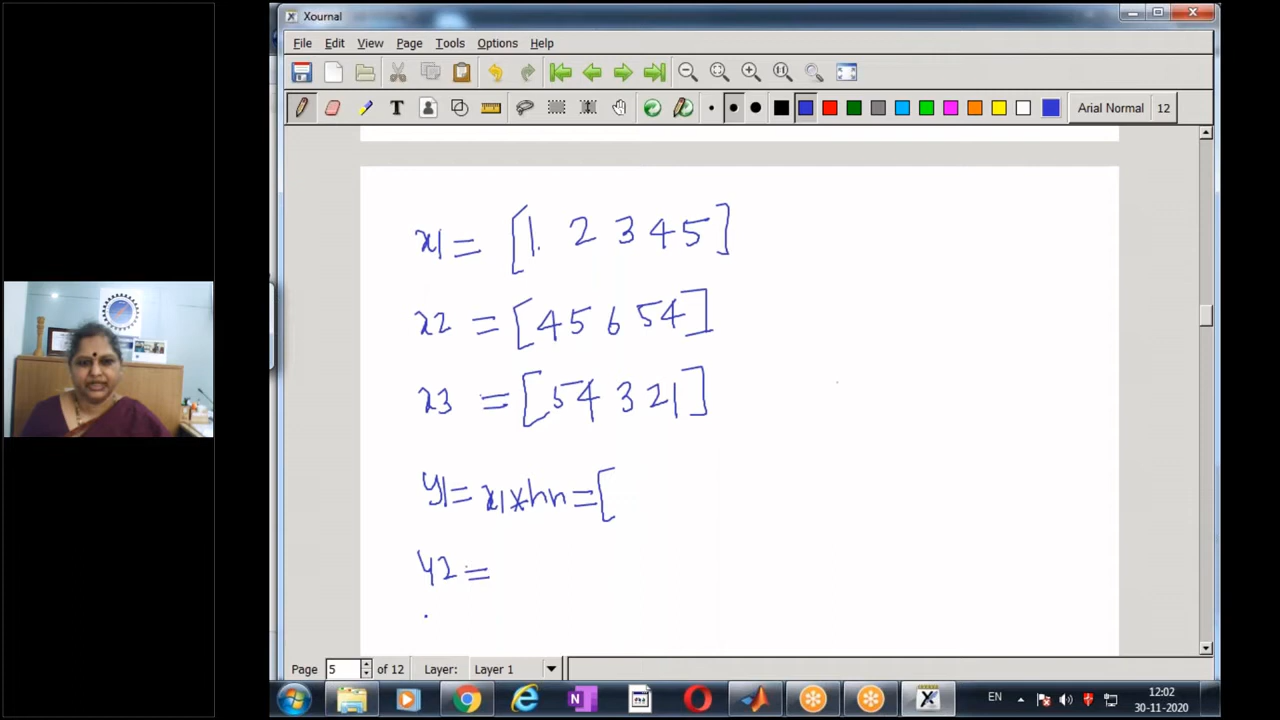 Xournal
File Edit View Page Tools Options Help
Arial Normal 12
x1 = [1. 2 3 4 5]
x2 = [4 5 6 5 4]
x3 = [5 4 3 2 1]
y1 = x1 * hn = [
y2 =
Page 5 of 12 Layer: Layer 1
EN 12:02
30-11-2020